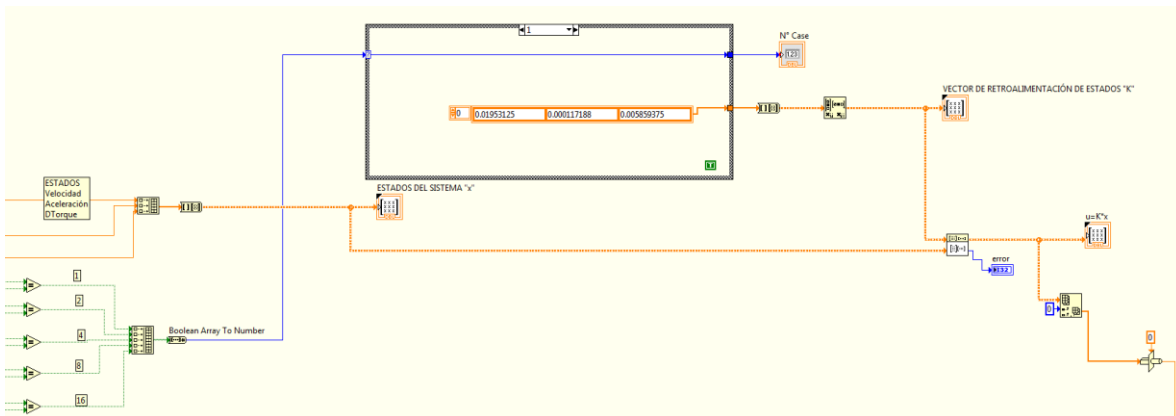 1
N° Case
123
VECTOR DE RETROALIMENTACIÓN DE ESTADOS "K"
0
0.01953125
0.000117188
0.005859375
T
ESTADOS
Velocidad
Aceleración
DTorque
ESTADOS DEL SISTEMA "x"
u=K*x
error
I32
1
2
Boolean Array To Number
4
8
16
0
0